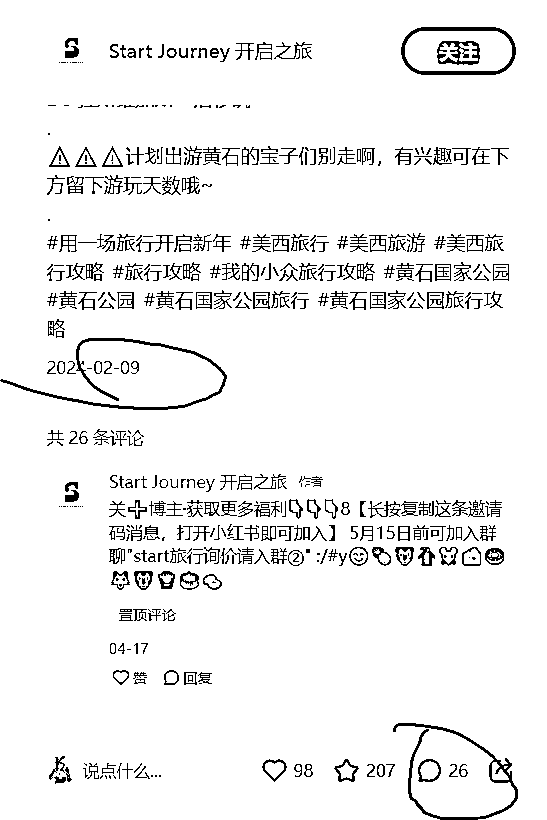 Start Journey 开启之旅
关注
.
⚠⚠⚠计划出游黄石的宝子们别走啊，有兴趣可在下
方留下游玩天数哦~
.
#用一场旅行开启新年 #美西旅行 #美西旅游 #美西旅
行攻略 #旅行攻略 #我的小众旅行攻略 #黄石国家公园
#黄石公园 #黄石国家公园旅行 #黄石国家公园旅行攻
略
2024-02-09
共 26 条评论
Start Journey 开启之旅 作者
关➕博主-获取更多福利👇👇👇8【长按复制这条邀请
码消息，打开小红书即可加入】 5月15日前可加入群
聊"start旅行询价请入群②" :/#y
置顶评论
04-17
赞 回复
说点什么... 98 207 26